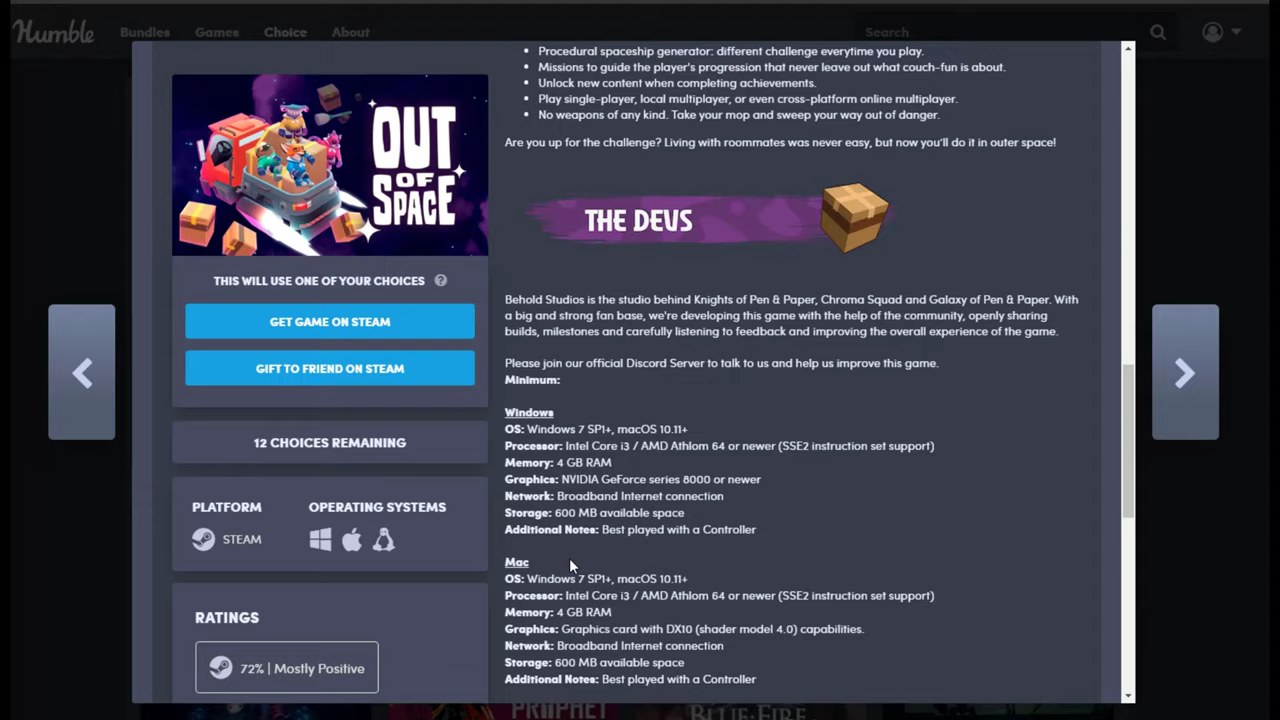 Humble
Bundles
Games
Choice
About
Search
OUT
OF
SPACE
THIS WILL USE ONE OF YOUR CHOICES ?
GET GAME ON STEAM
GIFT TO FRIEND ON STEAM
12 CHOICES REMAINING
PLATFORM
STEAM
OPERATING SYSTEMS
RATINGS
72% | Mostly Positive
• Procedural spaceship generator: different challenge everytime you play.
• Missions to guide the player's progression that never leave out what couch-fun is about.
• Unlock new content when completing achievements.
• Play single-player, local multiplayer, or even cross-platform online multiplayer.
• No weapons of any kind. Take your mop and sweep your way out of danger.
Are you up for the challenge? Living with roommates was never easy, but now you'll do it in outer space!
THE DEVS
Behold Studios is the studio behind Knights of Pen & Paper, Chroma Squad and Galaxy of Pen & Paper. With
a big and strong fan base, we're developing this game with the help of the community, openly sharing
builds, milestones and carefully listening to feedback and improving the overall experience of the game.
Please join our official Discord Server to talk to us and help us improve this game.
Minimum:
Windows
OS: Windows 7 SP1+, macOS 10.11+
Processor: Intel Core i3 / AMD Athlom 64 or newer (SSE2 instruction set support)
Memory: 4 GB RAM
Graphics: NVIDIA GeForce series 8000 or newer
Network: Broadband Internet connection
Storage: 600 MB available space
Additional Notes: Best played with a Controller
Mac
OS: Windows 7 SP1+, macOS 10.11+
Processor: Intel Core i3 / AMD Athlom 64 or newer (SSE2 instruction set support)
Memory: 4 GB RAM
Graphics: Graphics card with DX10 (shader model 4.0) capabilities.
Network: Broadband Internet connection
Storage: 600 MB available space
Additional Notes: Best played with a Controller
PROPHET
BLUE FIRE